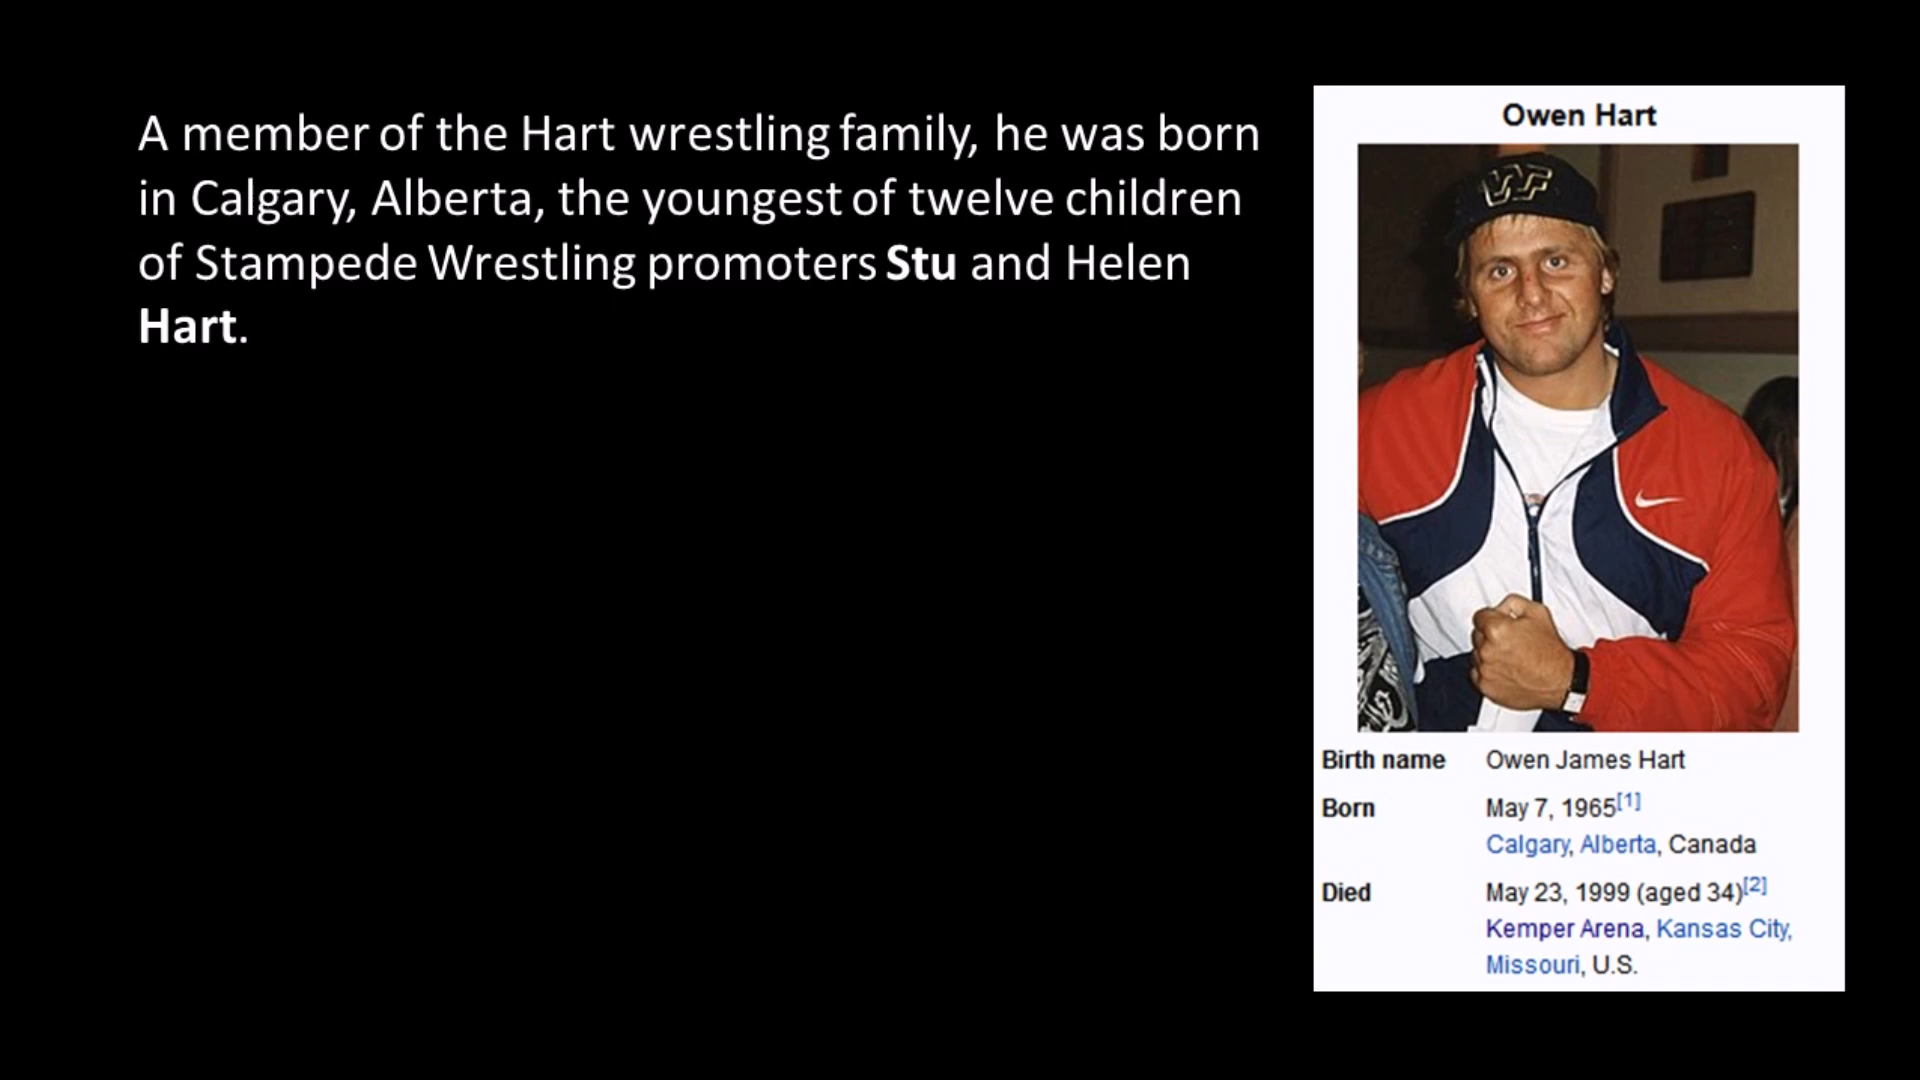 A member of the Hart wrestling family, he was born
in Calgary, Alberta, the youngest of twelve children
of Stampede Wrestling promoters Stu and Helen
Hart.
Owen Hart
WF
Birth name Owen James Hart
Born May 7, 1965[1]
Calgary, Alberta, Canada
Died May 23, 1999 (aged 34)[2]
Kemper Arena, Kansas City,
Missouri, U.S.